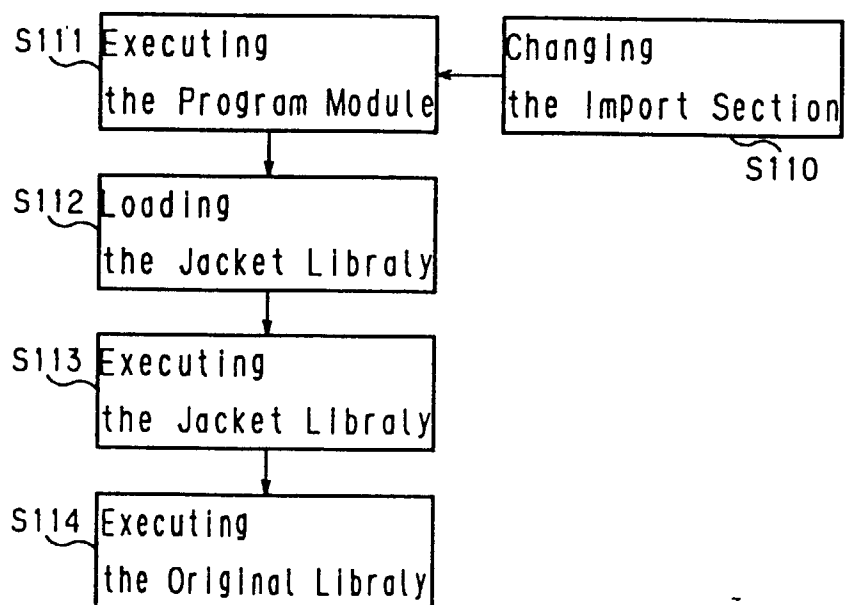 S111
Executing
the Program Module
Changing
the Import Section
S110
S112
Loading
the Jacket Libraly
S113
Executing
the Jacket Libraly
S114
Executing
the Original Libraly